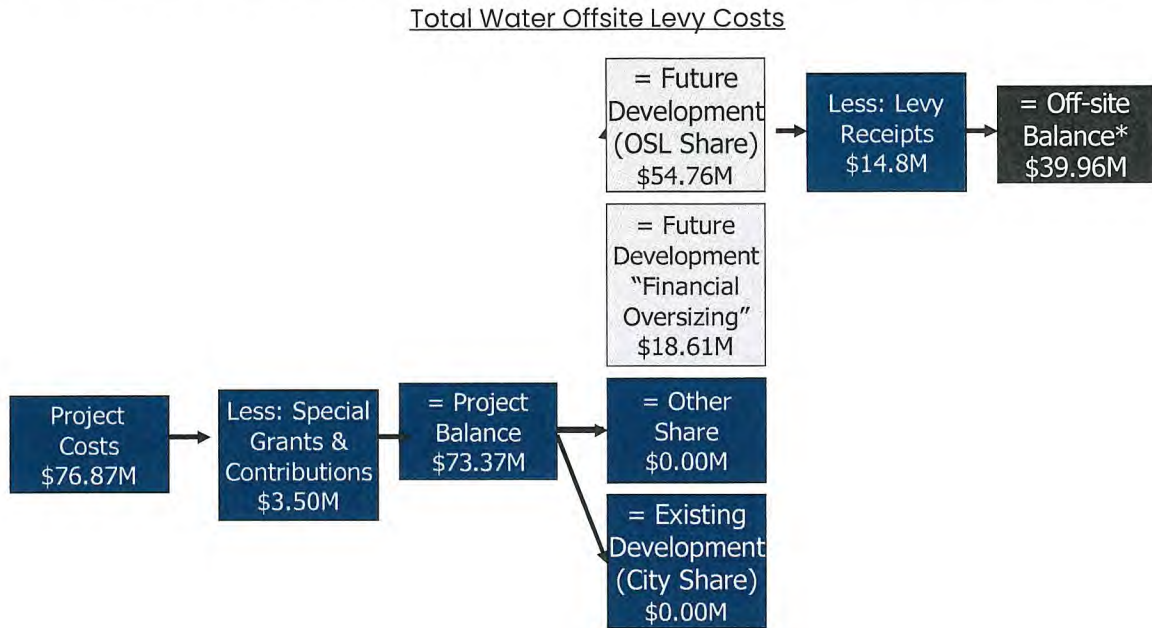 Total Water Offsite Levy Costs
= Future
Development
(OSL Share)
$54.76M
Less: Levy
Receipts
$14.8M
= Off-site
Balance*
$39.96M
= Future
Development
“Financial
Oversizing”
$18.61M
Project
Costs
$76.87M
Less: Special
Grants &
Contributions
$3.50M
= Project
Balance
$73.37M
= Other
Share
$0.00M
= Existing
Development
(City Share)
$0.00M